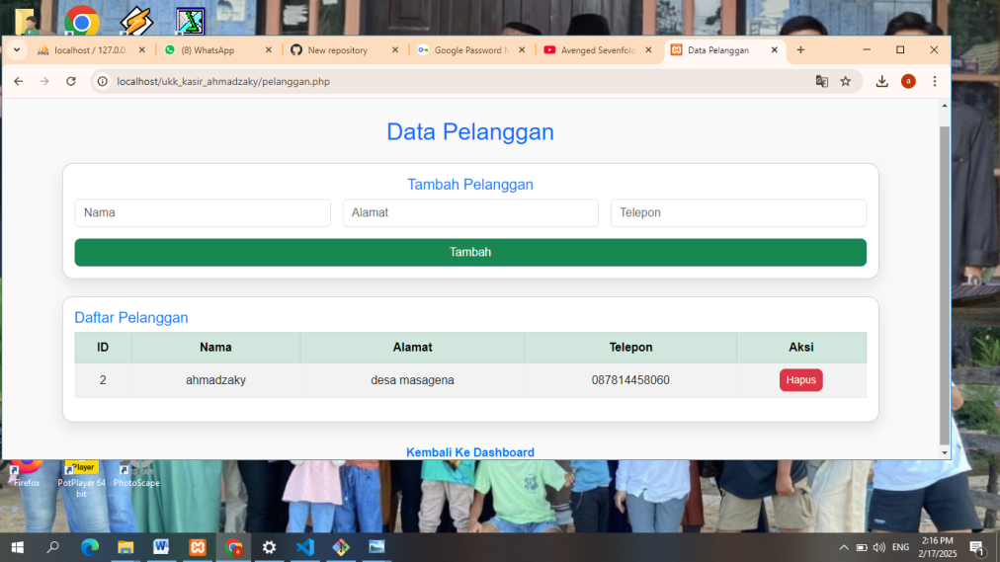 localhost / 127.0.0.
(8) WhatsApp
New repository
Google Password M
Avenged Sevenfold
Data Pelanggan
localhost/ukk_kasir_ahmadzaky/pelanggan.php
a
Data Pelanggan
Tambah Pelanggan
Nama Alamat Telepon
Tambah
Daftar Pelanggan
ID Nama Alamat Telepon Aksi
2 ahmadzaky desa masagena 087814458060 Hapus
Kembali Ke Dashboard
Player
Firefox PotPlayer 64 bit PhotoScape
ENG
2:16 PM
2/17/2025
1